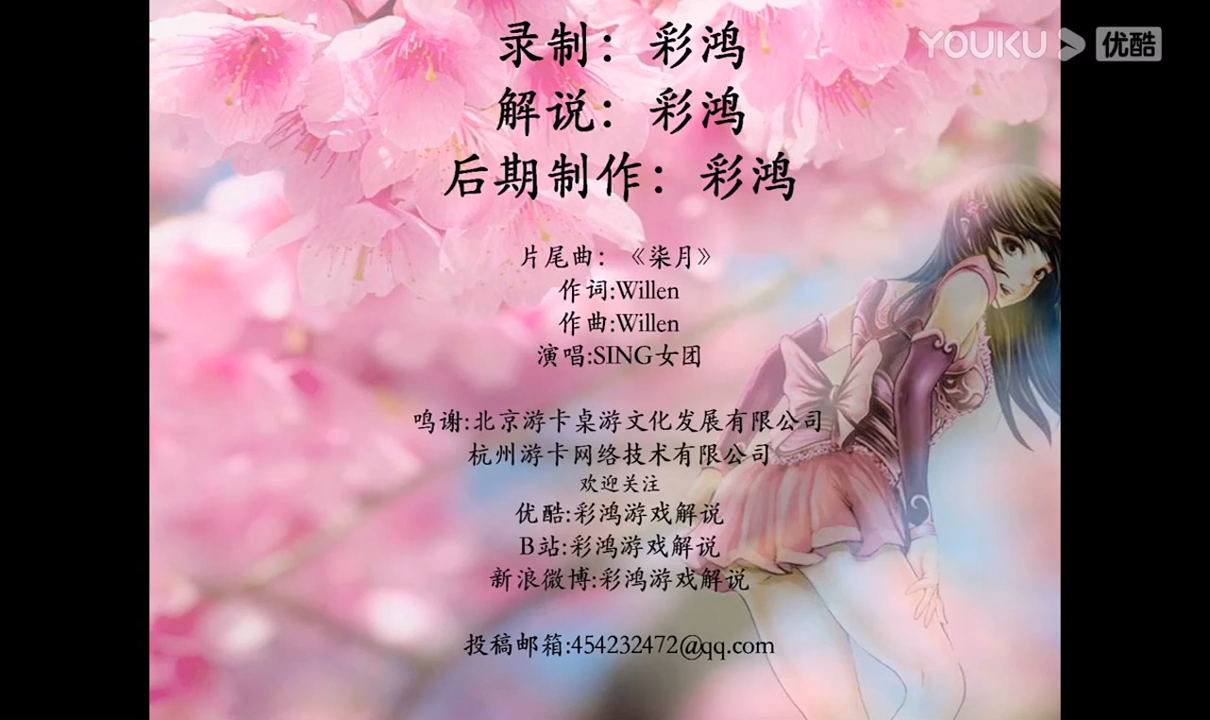 YOUKU 优酷
录制：彩鸿
解说：彩鸿
后期制作：彩鸿
片尾曲：《柒月》
作词:Willen
作曲:Willen
演唱:SING女团
鸣谢:北京游卡桌游文化发展有限公司
杭州游卡网络技术有限公司
欢迎关注
优酷:彩鸿游戏解说
B站:彩鸿游戏解说
新浪微博:彩鸿游戏解说
投稿邮箱:454232472@qq.com